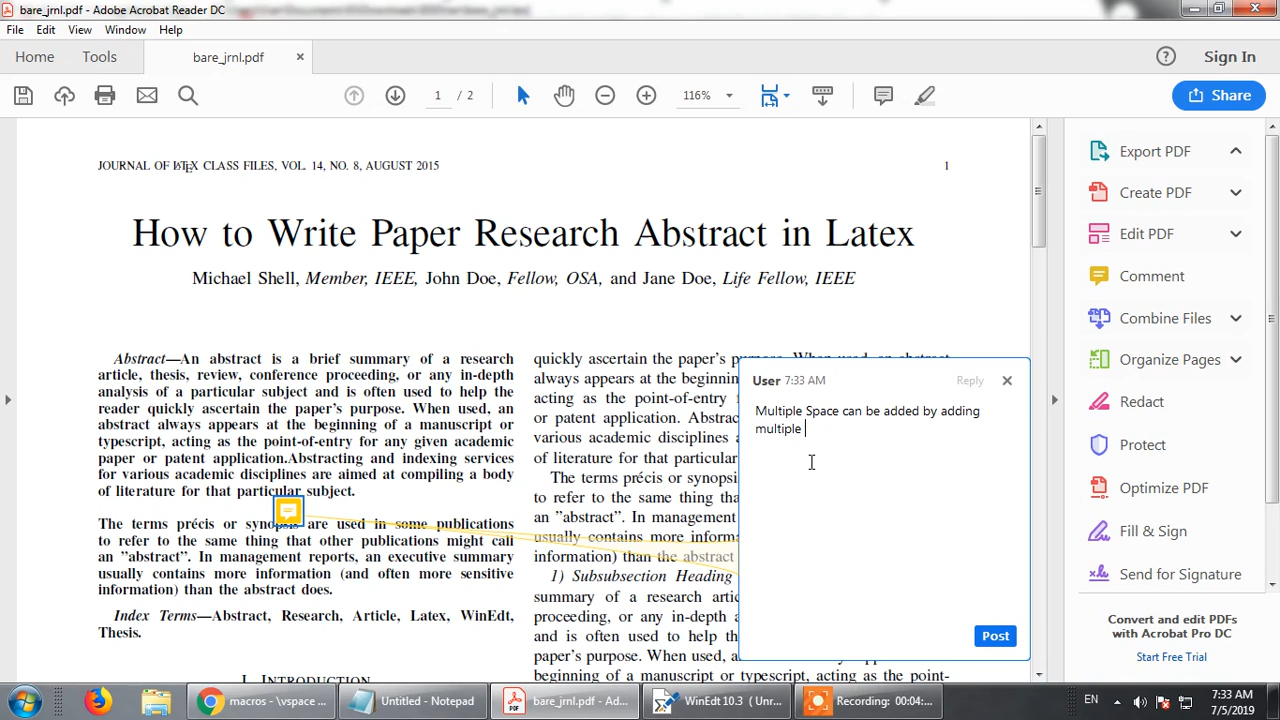 bare_jrnl.pdf - Adobe Acrobat Reader DC
File Edit View Window Help
Home Tools bare_jrnl.pdf × ? Sign In
1 / 2 116% Share
JOURNAL OF LATEX CLASS FILES, VOL. 14, NO. 8, AUGUST 2015 1
How to Write Paper Research Abstract in Latex
Michael Shell, Member, IEEE, John Doe, Fellow, OSA, and Jane Doe, Life Fellow, IEEE
Abstract—An abstract is a brief summary of a research
article, thesis, review, conference proceeding, or any in-depth
analysis of a particular subject and is often used to help the
reader quickly ascertain the paper's purpose. When used, an
abstract always appears at the beginning of a manuscript or
typescript, acting as the point-of-entry for any given academic
paper or patent application.Abstracting and indexing services
for various academic disciplines are aimed at compiling a body
of literature for that particular subject.
The terms précis or synopsis are used in some publications
to refer to the same thing that other publications might call
an ”abstract”. In management reports, an executive summary
usually contains more information (and often more sensitive
information) than the abstract does.
Index Terms—Abstract, Research, Article, Latex, WinEdt,
Thesis.
I. INTRODUCTION
quickly ascertain the paper's purpose. When used, an abstract
always appears at the beginning
acting as the point-of-entry f
or patent application. Abstrac
various academic disciplines a
of literature for that particular
The terms précis or synopsi
to refer to the same thing tha
an ”abstract”. In management
usually contains more informa
information) than the abstract
1) Subsubsection Heading
summary of a research artic
proceeding, or any in-depth a
and is often used to help th
paper's purpose. When used, a
beginning of a manuscript or typescript, acting as the point-
User 7:33 AM Reply ×
Multiple Space can be added by adding
multiple
Post
Export PDF
Create PDF
Edit PDF
Comment
Combine Files
Organize Pages
Redact
Protect
Optimize PDF
Fill & Sign
Send for Signature
Convert and edit PDFs
with Acrobat Pro DC
Start Free Trial
macros - \vspace ... Untitled - Notepad bare_jrnl.pdf - Ad... WinEdt 10.3 ( Unr... Recording: 00:04:... EN 7:33 AM
7/5/2019